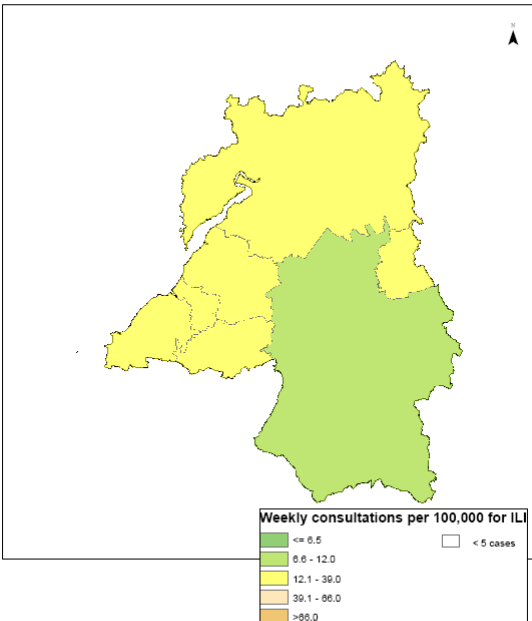 N
Weekly consultations per 100,000 for ILI
<= 6.5
< 5 cases
6.6 - 12.0
12.1 - 39.0
39.1 - 66.0
>66.0